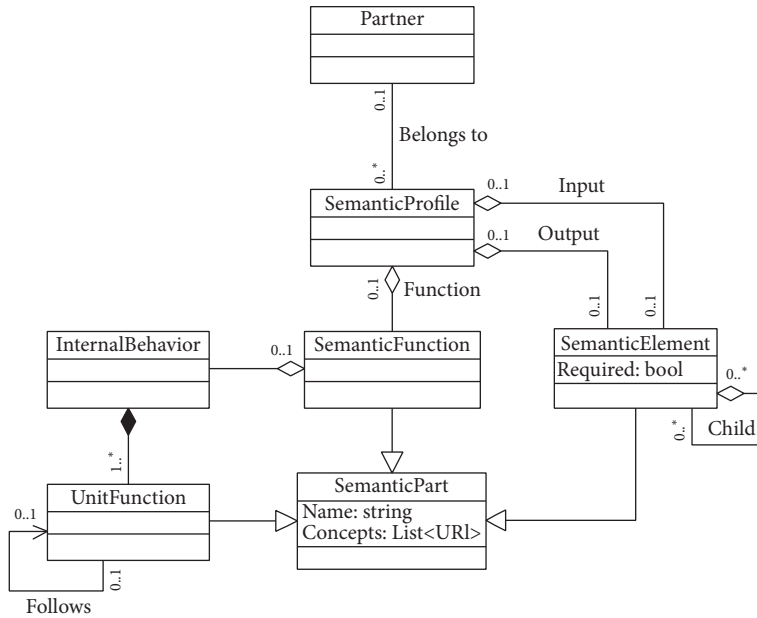 Partner
0..1
Belongs to
0..*
SemanticProfile
0..1
Input
0..1
Output
0..1
Function
0..1
0..1
InternalBehavior
0..1
SemanticFunction
SemanticElement
Required: bool
0..*
0..*
Child
1..*
UnitFunction
0..1
0..1
Follows
SemanticPart
Name: string
Concepts: List<URl>